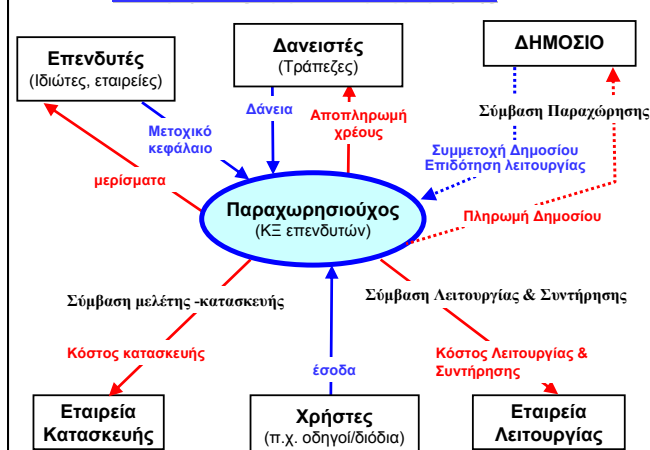 Επενδυτές
(Ιδιώτες, εταιρείες)
Δανειστές
(Τράπεζες)
ΔΗΜΟΣΙΟ
Μετοχικό
κεφάλαιο
Δάνεια
Αποπληρωμή
χρέους
Σύμβαση Παραχώρησης
Συμμετοχή Δημοσίου
Επιδότηση λειτουργίας
μερίσματα
Παραχωρησιούχος
(ΚΞ επενδυτών)
Πληρωμή Δημοσίου
Σύμβαση μελέτης -κατασκευής
Σύμβαση Λειτουργίας & Συντήρησης
Κόστος κατασκευής
έσοδα
Κόστος Λειτουργίας &
Συντήρησης
Εταιρεία
Κατασκευής
Χρήστες
(π.χ. οδηγοί/διόδια)
Εταιρεία
Λειτουργίας